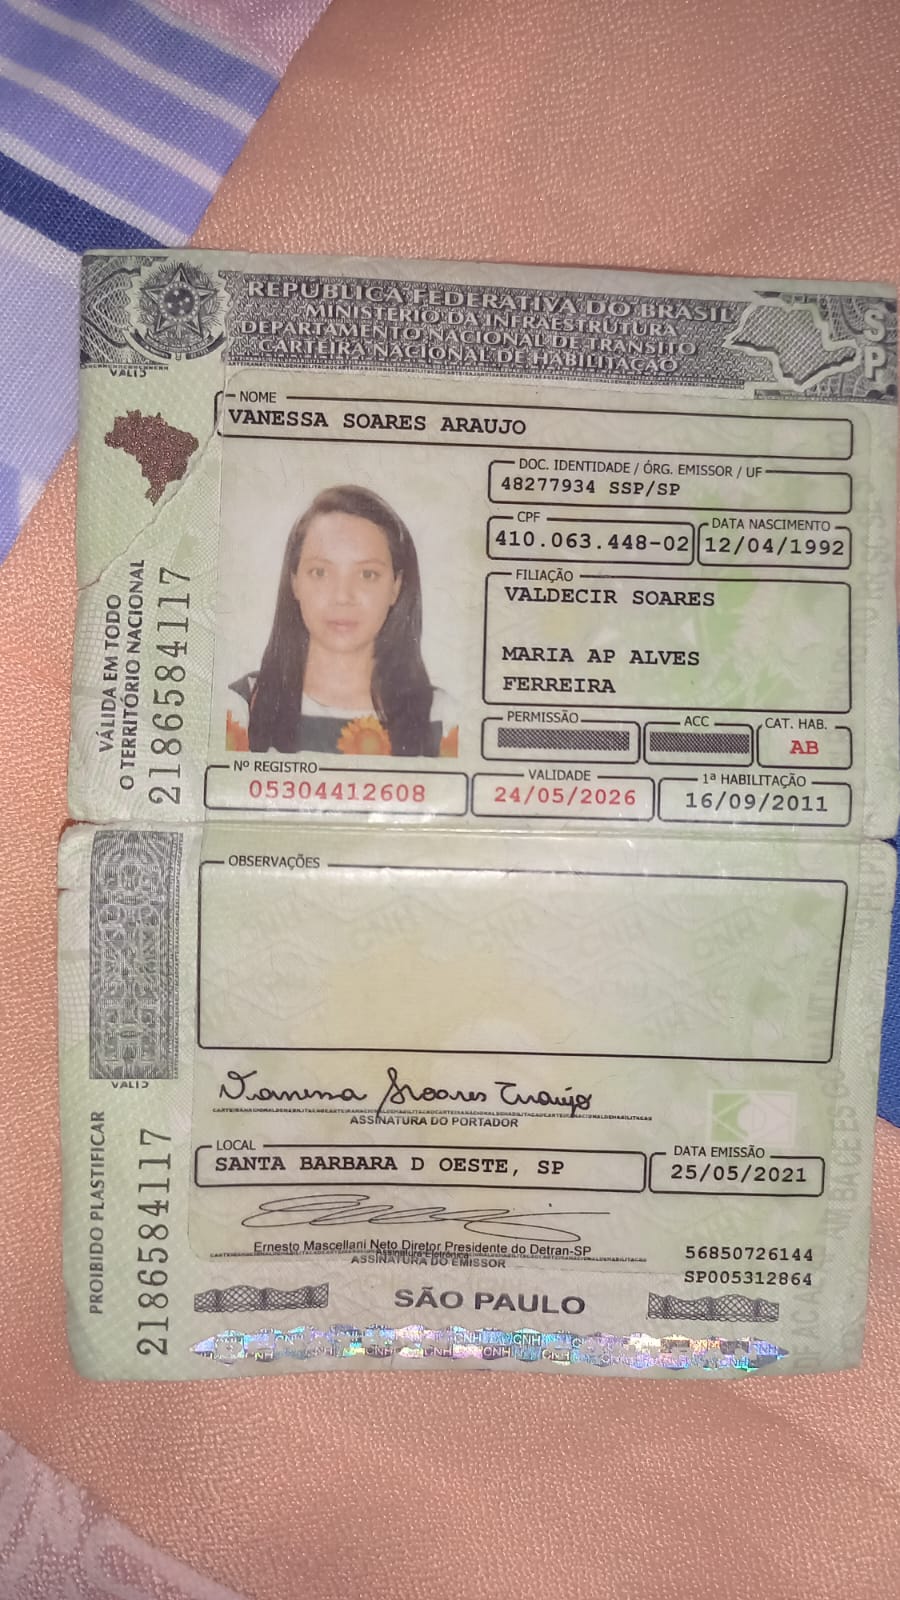 REPÚBLICA FEDERATIVA DO BRASIL
MINISTÉRIO DA INFRAESTRUTURA
DEPARTAMENTO NACIONAL DE TRÂNSITO
CARTEIRA NACIONAL DE HABILITAÇÃO
SP
NOME
VANESSA SOARES ARAUJO
DOC. IDENTIDADE / ÓRG. EMISSOR / UF
48277934 SSP/SP
CPF
410.063.448-02
DATA NASCIMENTO
12/04/1992
FILIAÇÃO
VALDECIR SOARES
MARIA AP ALVES
FERREIRA
PERMISSÃO
ACC
CAT. HAB.
AB
Nº REGISTRO
05304412608
VALIDADE
24/05/2026
1ª HABILITAÇÃO
16/09/2011
VÁLIDA EM TODO
O TERRITÓRIO NACIONAL
2186584117
OBSERVAÇÕES
Vanessa Soares Araújo
ASSINATURA DO PORTADOR
LOCAL
SANTA BARBARA D OESTE, SP
DATA EMISSÃO
25/05/2021
Ernesto Mascellani Neto Diretor Presidente do Detran-SP
Assinatura Eletrônica
ASSINATURA DO EMISSOR
56850726144
SP005312864
SÃO PAULO
PROIBIDO PLASTIFICAR
2186584117